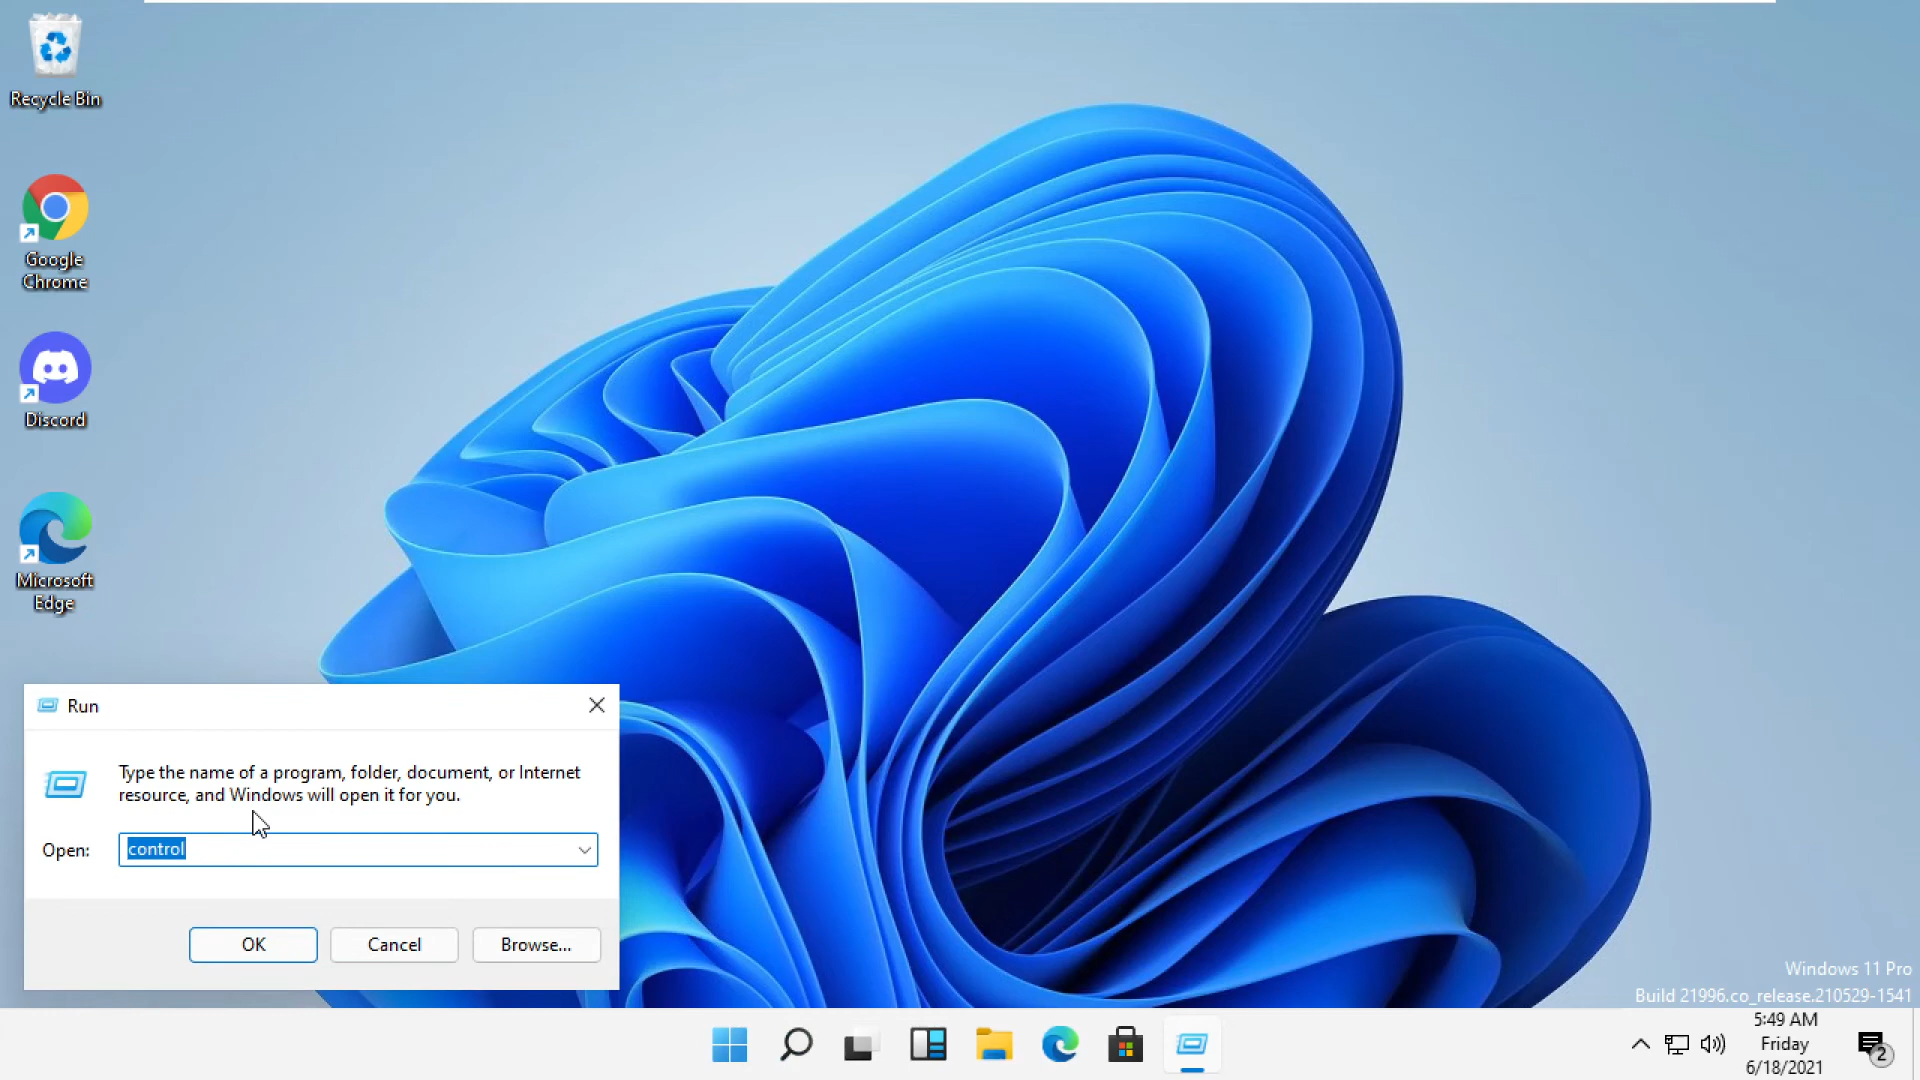 Recycle Bin
Google
Chrome
Discord
Microsoft
Edge
Run
Type the name of a program, folder, document, or Internet
resource, and Windows will open it for you.
Open:
control
OK
Cancel
Browse...
Windows 11 Pro
Build 21996.co_release.210529-1541
5:49 AM
Friday
6/18/2021
2